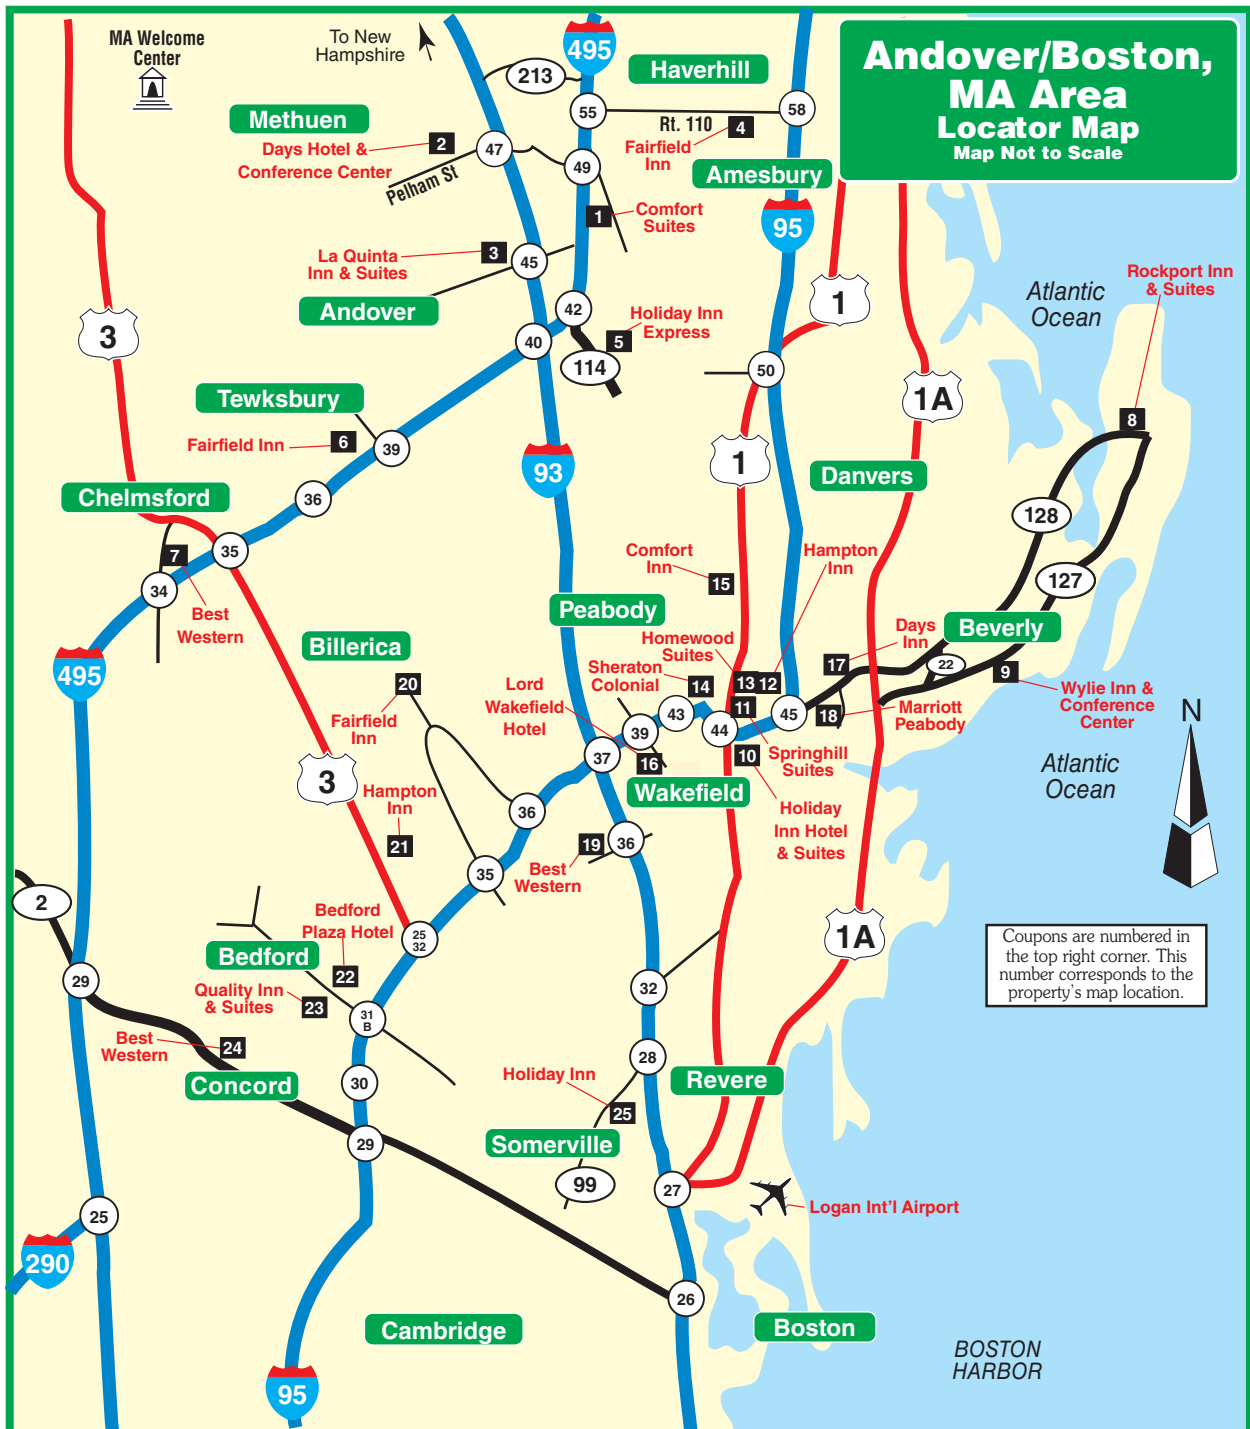 Andover/Boston,
MA Area
Locator Map
Map Not to Scale
MA Welcome
Center
To New
Hampshire
213
495
Haverhill
55
58
Rt. 110
4
Fairfield
Inn
Methuen
2
Days Hotel &
Conference Center
47
49
Pelham St
Amesbury
1
Comfort
Suites
95
3
La Quinta
Inn & Suites
45
Andover
42
Holiday Inn
Express
5
40
114
1
3
Atlantic
Ocean
Rockport Inn
& Suites
50
1A
Tewksbury
Fairfield Inn
6
39
8
1
93
Danvers
Chelmsford
36
128
7
35
34
Best
Western
Comfort
Inn
15
Hampton
Inn
127
Peabody
Billerica
Homewood
Suites
Days
Inn
Beverly
495
20
Sheraton
Colonial
14
13
12
17
22
9
Lord
Wakefield
Hotel
Fairfield
Inn
43
11
45
18
Marriott
Peabody
Wylie Inn &
Conference
Center
N
39
44
37
16
10
Springhill
Suites
3
Wakefield
Atlantic
Ocean
Hampton
Inn
36
Holiday
Inn Hotel
& Suites
21
19
36
Best
Western
35
2
Bedford
Plaza Hotel
25
32
1A
Bedford
22
Coupons are numbered in
the top right corner. This
number corresponds to the
property's map location.
29
Quality Inn
& Suites
23
31
B
32
Best
Western
24
28
Concord
30
Holiday Inn
25
Revere
29
Somerville
99
27
Logan Int'l Airport
25
290
26
Cambridge
Boston
BOSTON
HARBOR
95